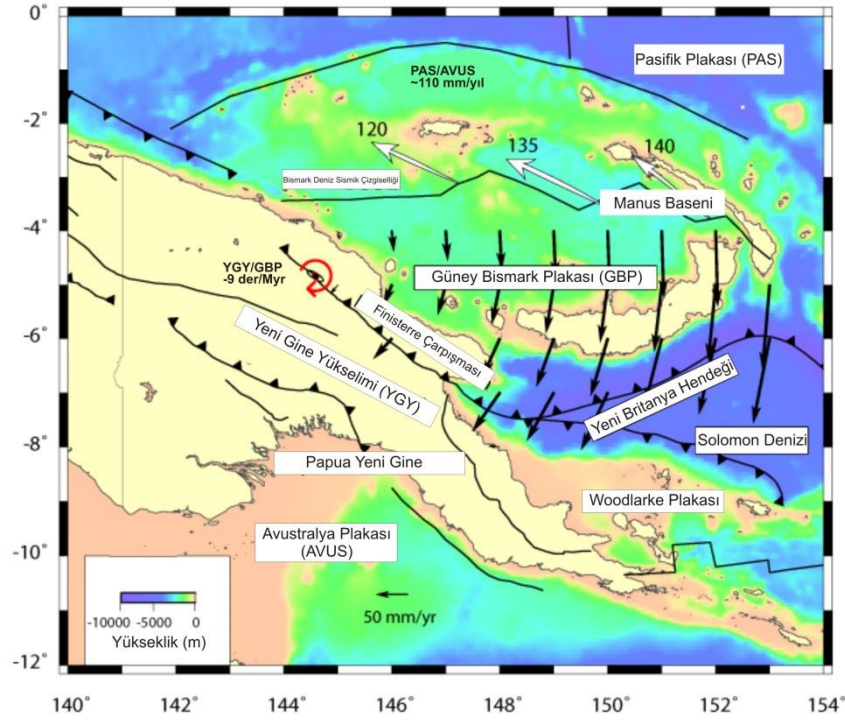 0°
-2°
-4°
-6°
-8°
-10°
-12°
Pasifik Plakası (PAS)
PAS/AVUS
~110 mm/yıl
120
135
140
Bismark Deniz Sismik Çizgiselliği
Manus Baseni
YGY/GBP
-9 der/Myr
Güney Bismark Plakası (GBP)
Finisterre Çarpışması
Yeni Gine Yükselimi (YGY)
Yeni Britanya Hendeği
Solomon Denizi
Papua Yeni Gine
Woodlarke Plakası
Avustralya Plakası
(AVUS)
50 mm/yr
-10000 -5000 0
Yükseklik (m)
140° 142° 144° 146° 148° 150° 152° 154°